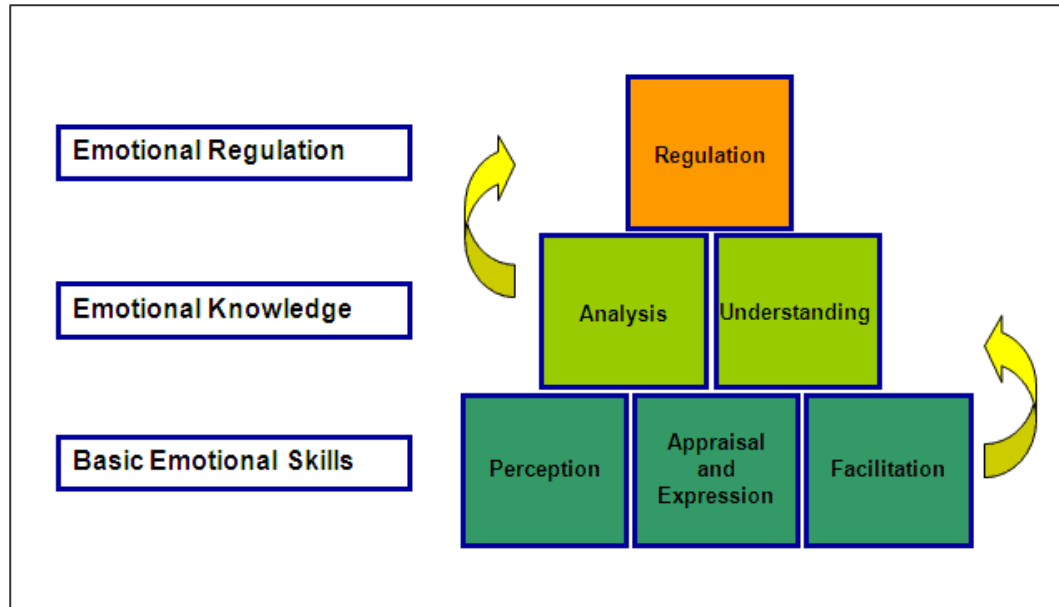 Emotional Regulation
Regulation
Emotional Knowledge
Analysis
Understanding
Basic Emotional Skills
Perception
Appraisal
and
Expression
Facilitation